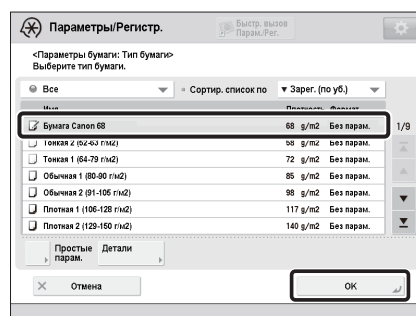 Параметры/Регистр.
Быстр. вызов
Парам./Рег.
<Параметры бумаги: Тип бумаги>
Выберите тип бумаги.
Все
Сортир. список по
Зарег. (по уб.)
Имя Плотность Формат
Бумага Canon 68 68 g/m2 Без парам. 1/9
Тонкая 2 (52-63 г/м2) 58 g/m2 Без парам.
Тонкая 1 (64-79 г/м2) 72 g/m2 Без парам.
Обычная 1 (80-90 г/м2) 85 g/m2 Без парам.
Обычная 2 (91-105 г/м2) 98 g/m2 Без парам.
Плотная 1 (106-128 г/м2) 117 g/m2 Без парам.
Плотная 2 (129-150 г/м2) 140 g/m2 Без парам.
Простые парам.
Детали
Отмена
OK